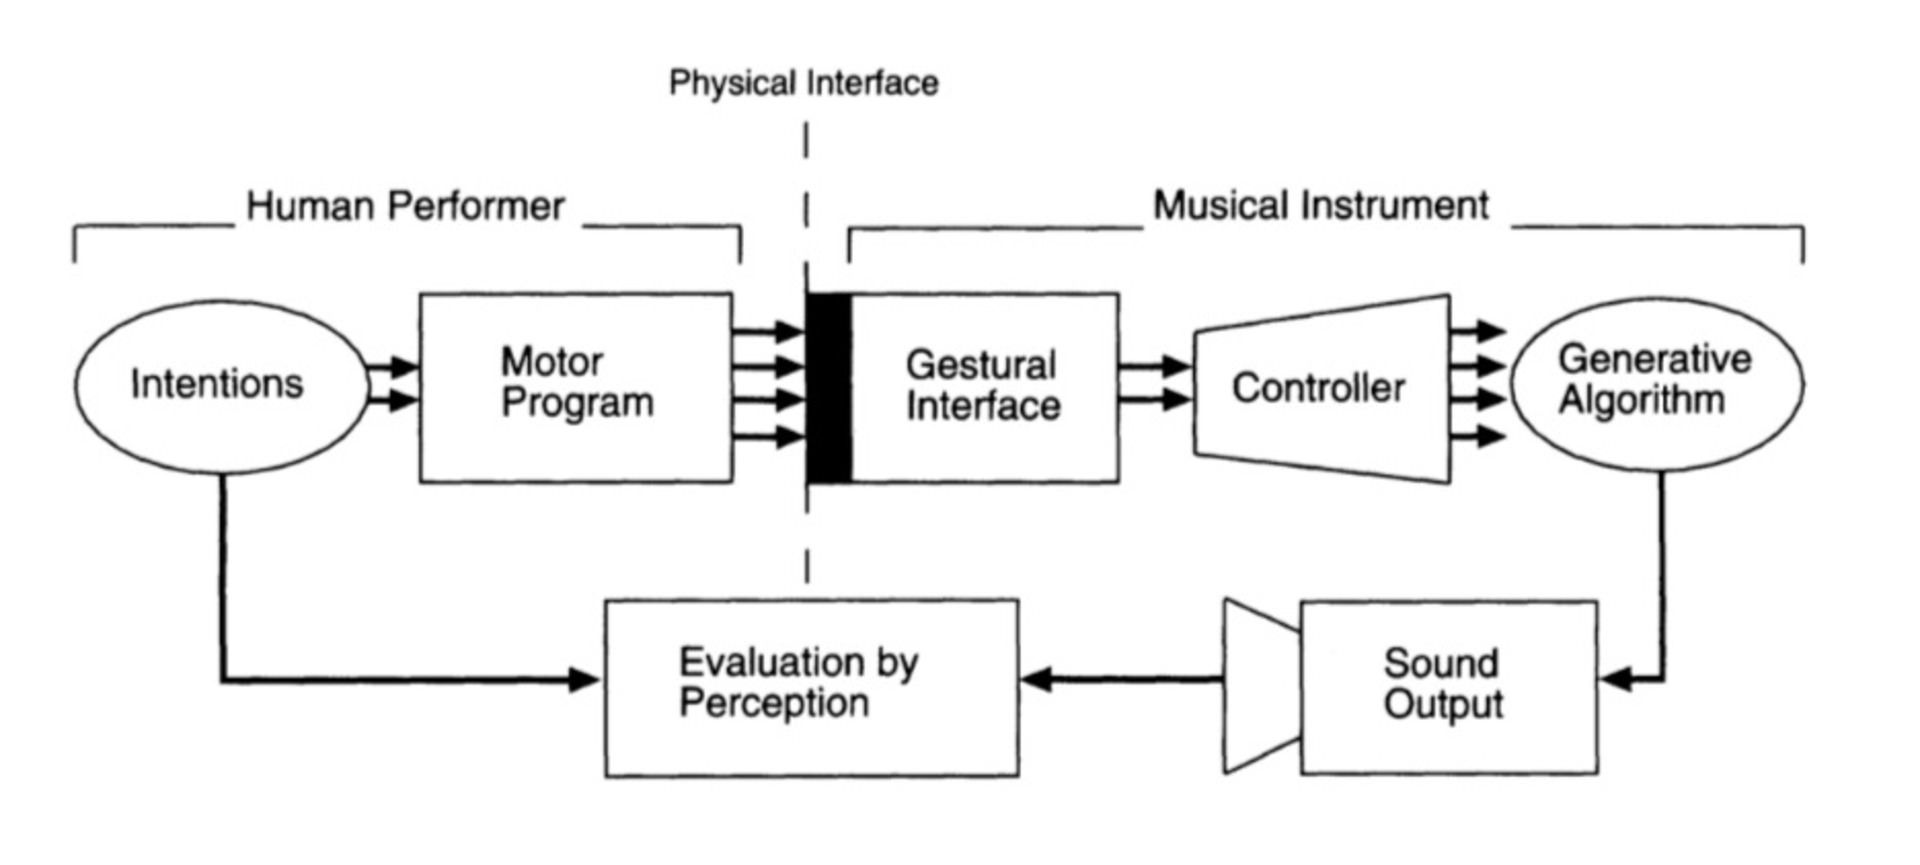 Physical Interface
Human Performer
Musical Instrument
Intentions
Motor
Program
Gestural
Interface
Controller
Generative
Algorithm
Evaluation by
Perception
Sound
Output